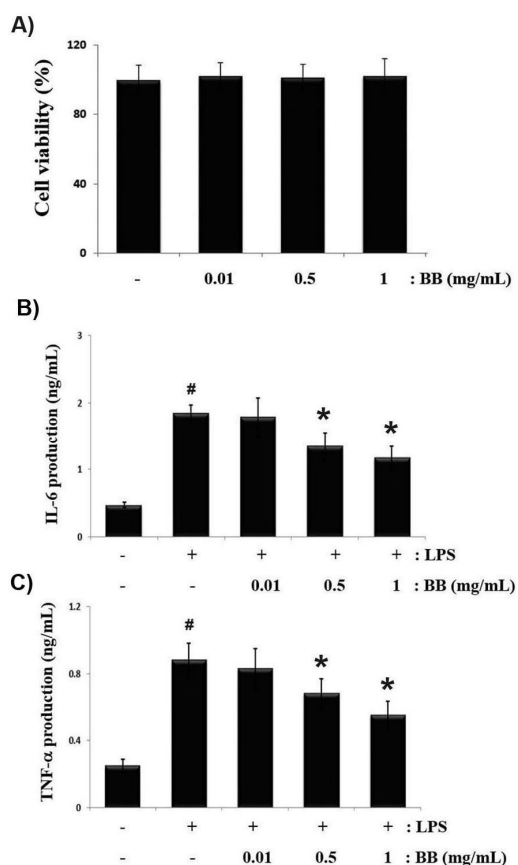 A)
Cell viability (%)
120
80
40
0
- 0.01 0.5 1 : BB (mg/mL)
B)
IL-6 production (ng/mL)
3
2
1
0
# * *
- + + + + : LPS
- - 0.01 0.5 1 : BB (mg/mL)
C)
TNF-α production (ng/mL)
1.2
0.8
0.4
0
# * *
- + + + + : LPS
- - 0.01 0.5 1 : BB (mg/mL)